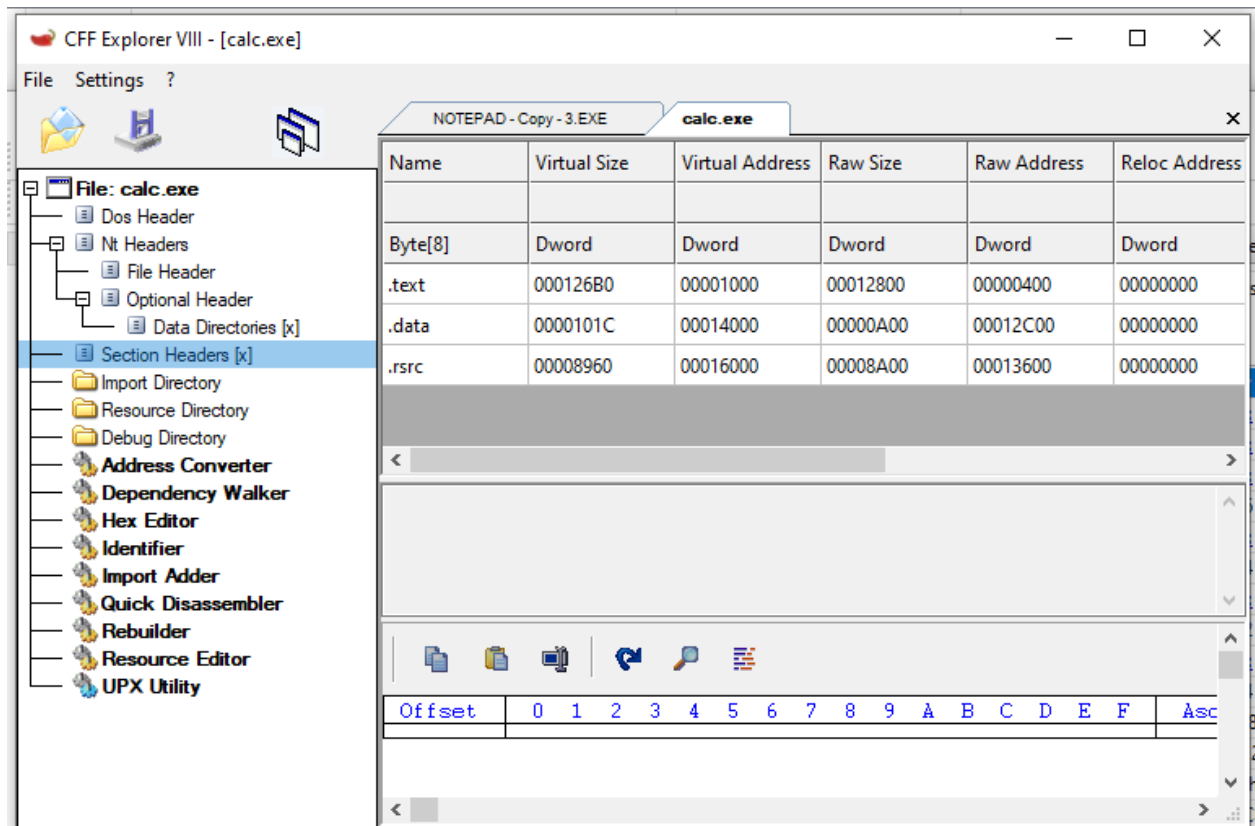 CFF Explorer VIII - [calc.exe]
File Settings ?
NOTEPAD - Copy - 3.EXE calc.exe
File: calc.exe
Dos Header
Nt Headers
File Header
Optional Header
Data Directories [x]
Section Headers [x]
Import Directory
Resource Directory
Debug Directory
Address Converter
Dependency Walker
Hex Editor
Identifier
Import Adder
Quick Disassembler
Rebuilder
Resource Editor
UPX Utility
Name Virtual Size Virtual Address Raw Size Raw Address Reloc Address
Byte[8] Dword Dword Dword Dword Dword
.text 000126B0 00001000 00012800 00000400 00000000
.data 0000101C 00014000 00000A00 00012C00 00000000
.rsrc 00008960 00016000 00008A00 00013600 00000000
Offset 0 1 2 3 4 5 6 7 8 9 A B C D E F Asc